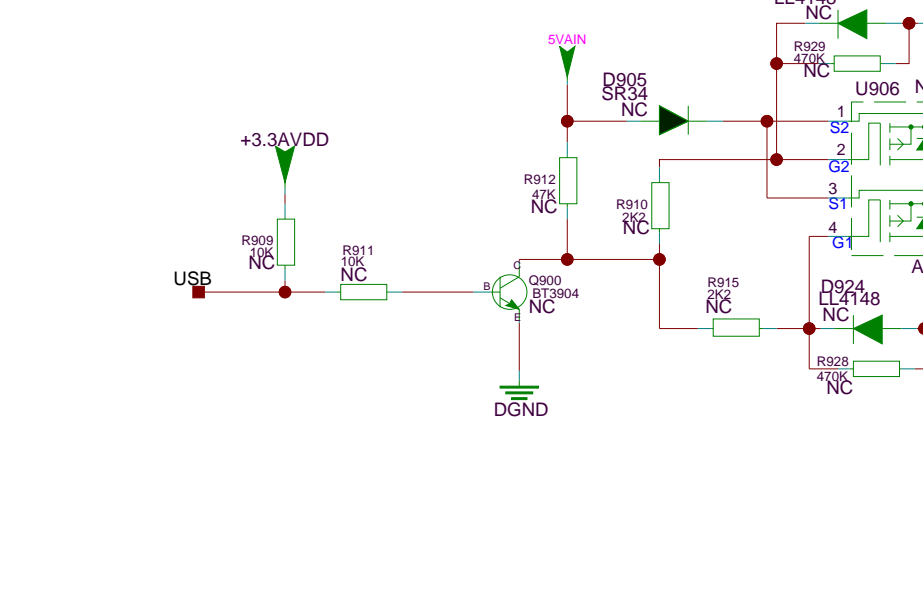 LL4148
NC
R929
470K
NC
5VAIN
D905
SR34
NC
U906
N
1
S2
2
G2
3
S1
4
G1
A
+3.3AVDD
R912
47K
NC
R910
2K2
NC
R909
10K
NC
R911
10K
NC
USB
C
B
E
Q900
BT3904
NC
R915
2K2
NC
D924
LL4148
NC
R928
470K
NC
DGND